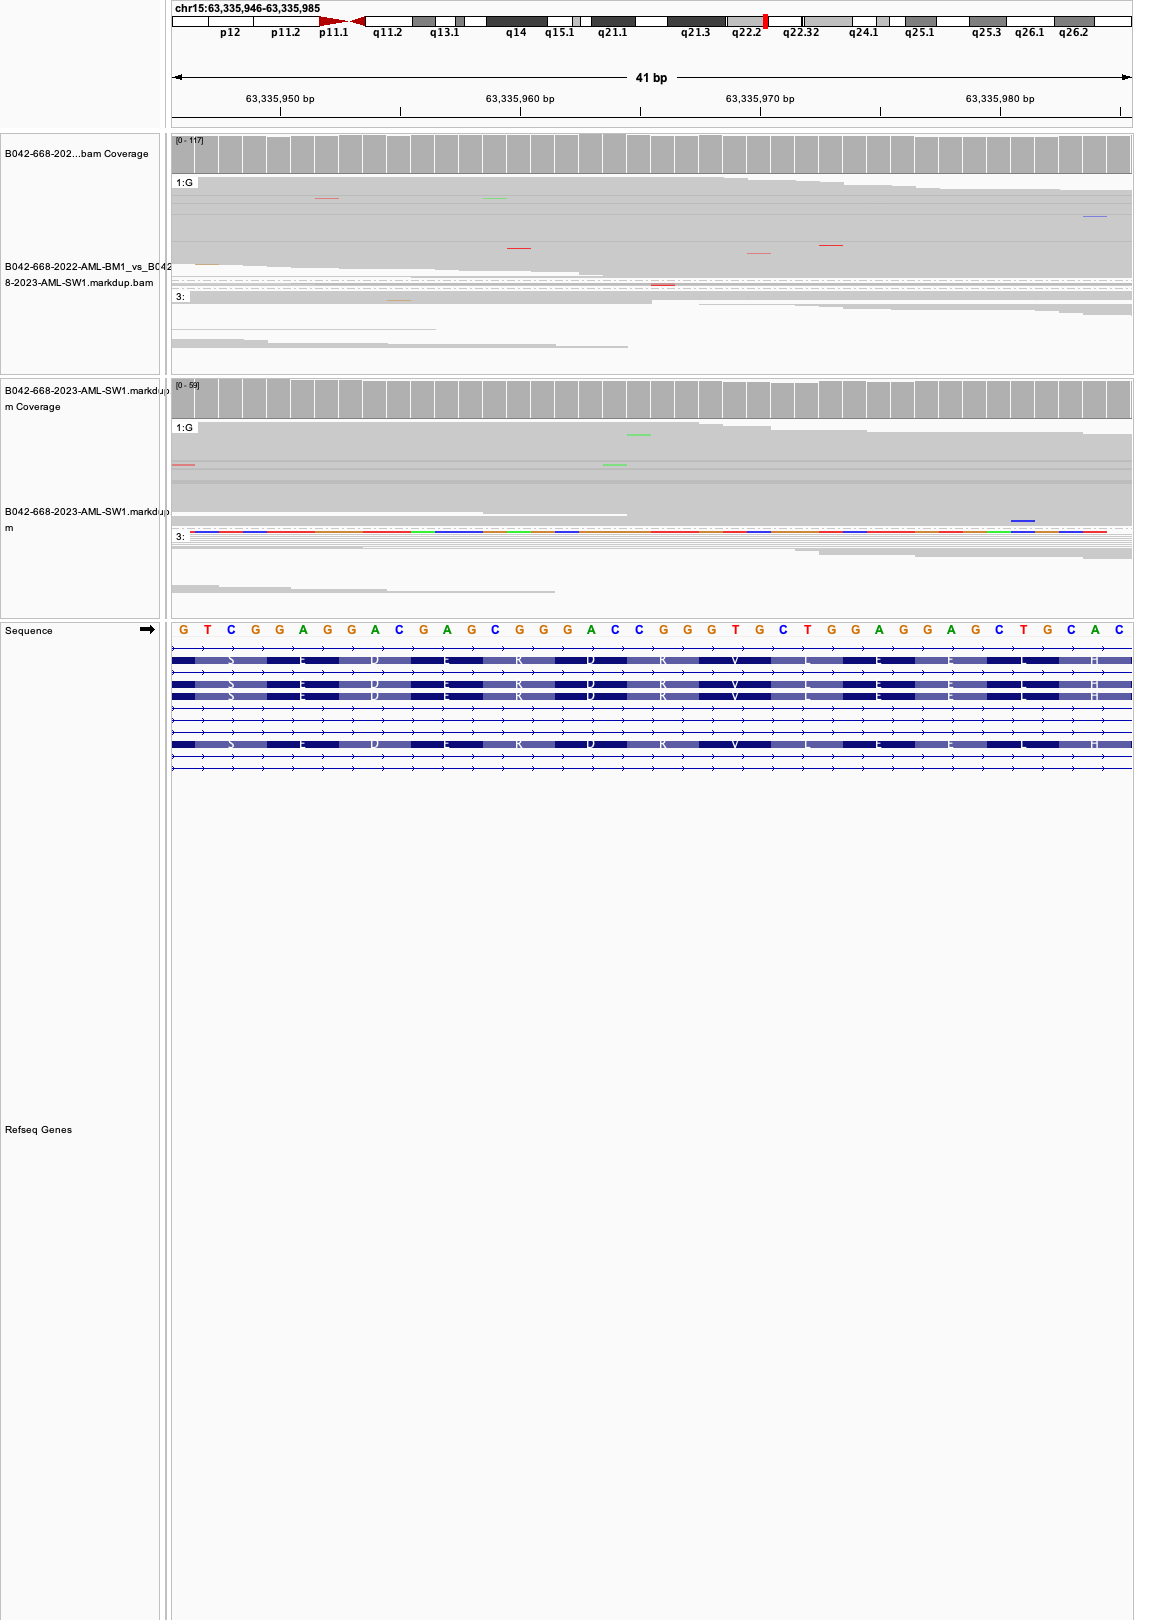 chr15:63,335,946-63,335,985
p12 p11.2 p11.1 q11.2 q13.1 q14 q15.1 q21.1 q21.3 q22.2 q22.32 q24.1 q25.1 q25.3 q26.1 q26.2
41 bp
63,335,950 bp 63,335,960 bp 63,335,970 bp 63,335,980 bp
[0 - 117]
B042-668-202...bam Coverage
1:G
B042-668-2022-AML-BM1_vs_B042
8-2023-AML-SW1.markdup.bam
3:
[0 - 59]
B042-668-2023-AML-SW1.markdup
m Coverage
1:G
B042-668-2023-AML-SW1.markdup
m
3:
Sequence G T C G G A G G A C G A G C G G G A C C G G G T G C T G G A G G A G C T G C A C
S E D E R D R V L E E L H
S E D E R D R V L E E L H
S E D E R D R V L E E L H
S E D E R D R V L E E L H
Refseq Genes